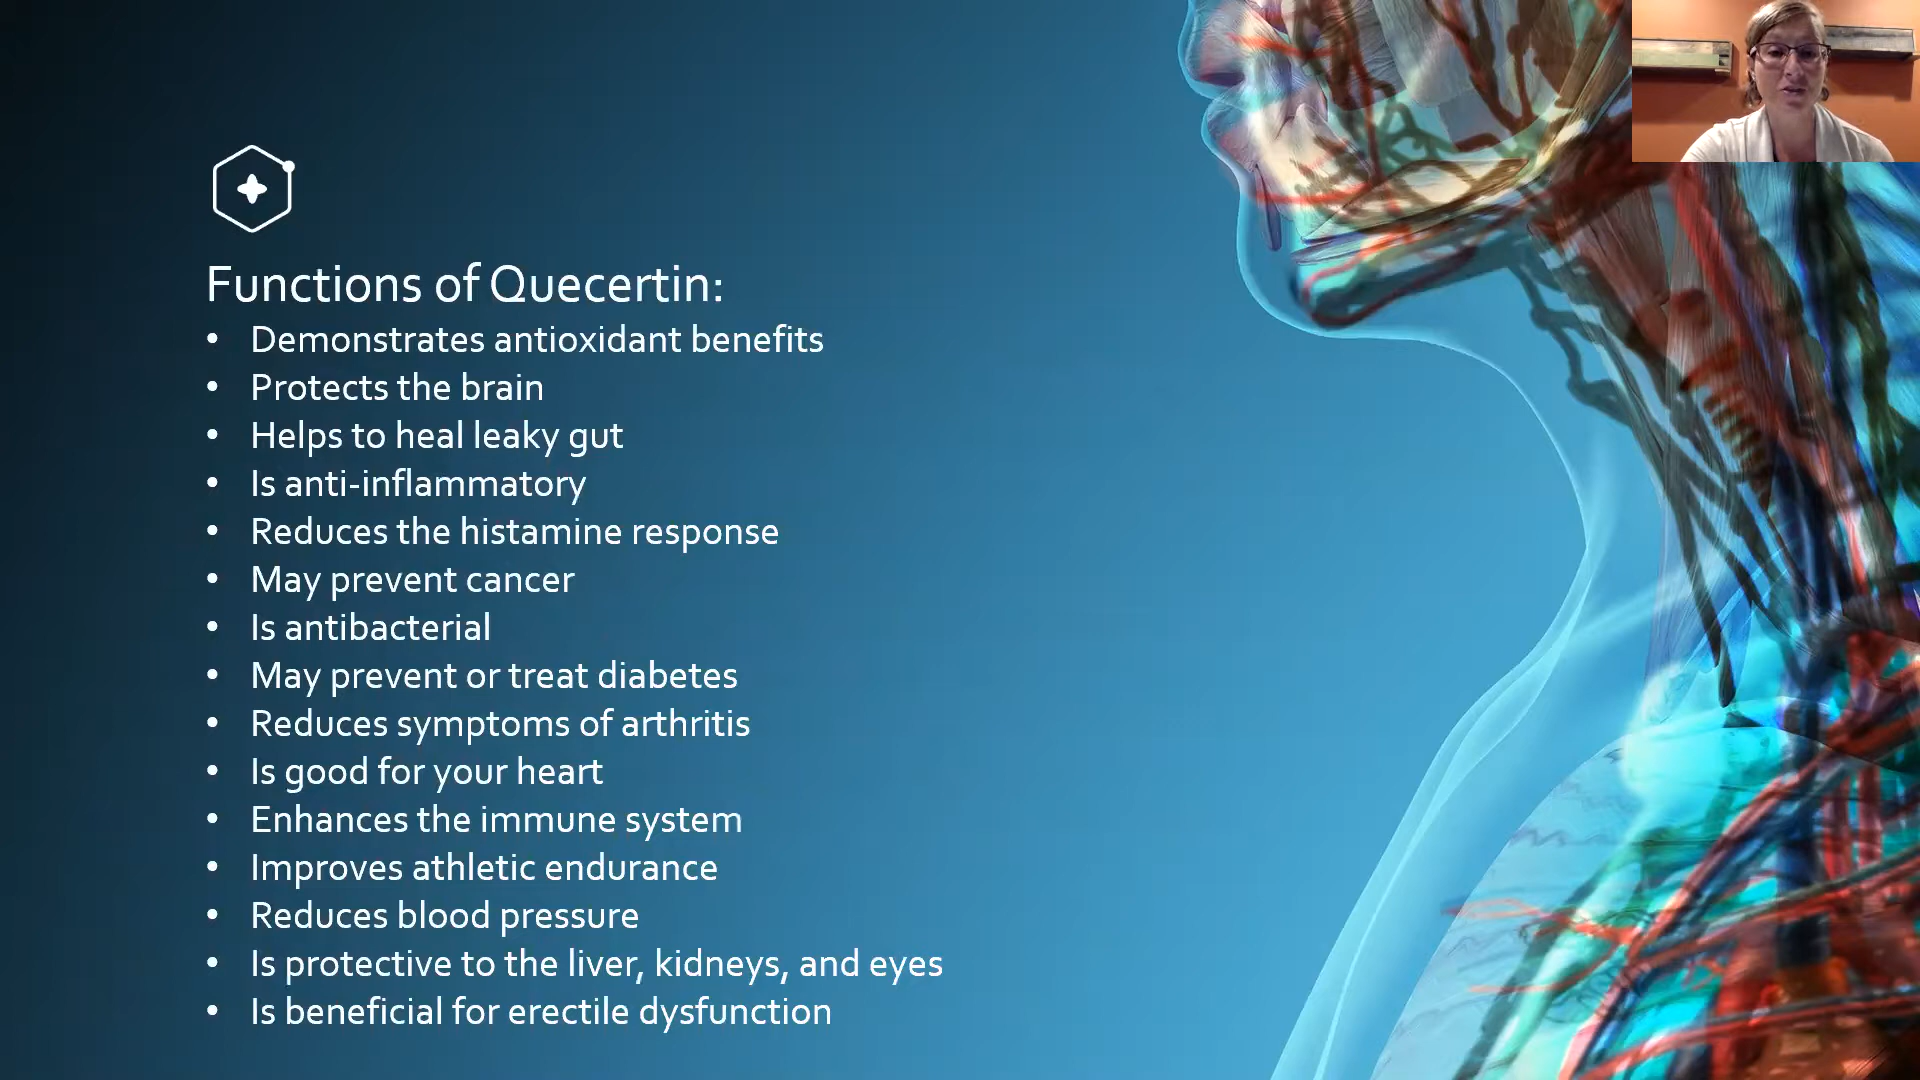 Functions of Quecertin:
• Demonstrates antioxidant benefits
• Protects the brain
• Helps to heal leaky gut
• Is anti-inflammatory
• Reduces the histamine response
• May prevent cancer
• Is antibacterial
• May prevent or treat diabetes
• Reduces symptoms of arthritis
• Is good for your heart
• Enhances the immune system
• Improves athletic endurance
• Reduces blood pressure
• Is protective to the liver, kidneys, and eyes
• Is beneficial for erectile dysfunction